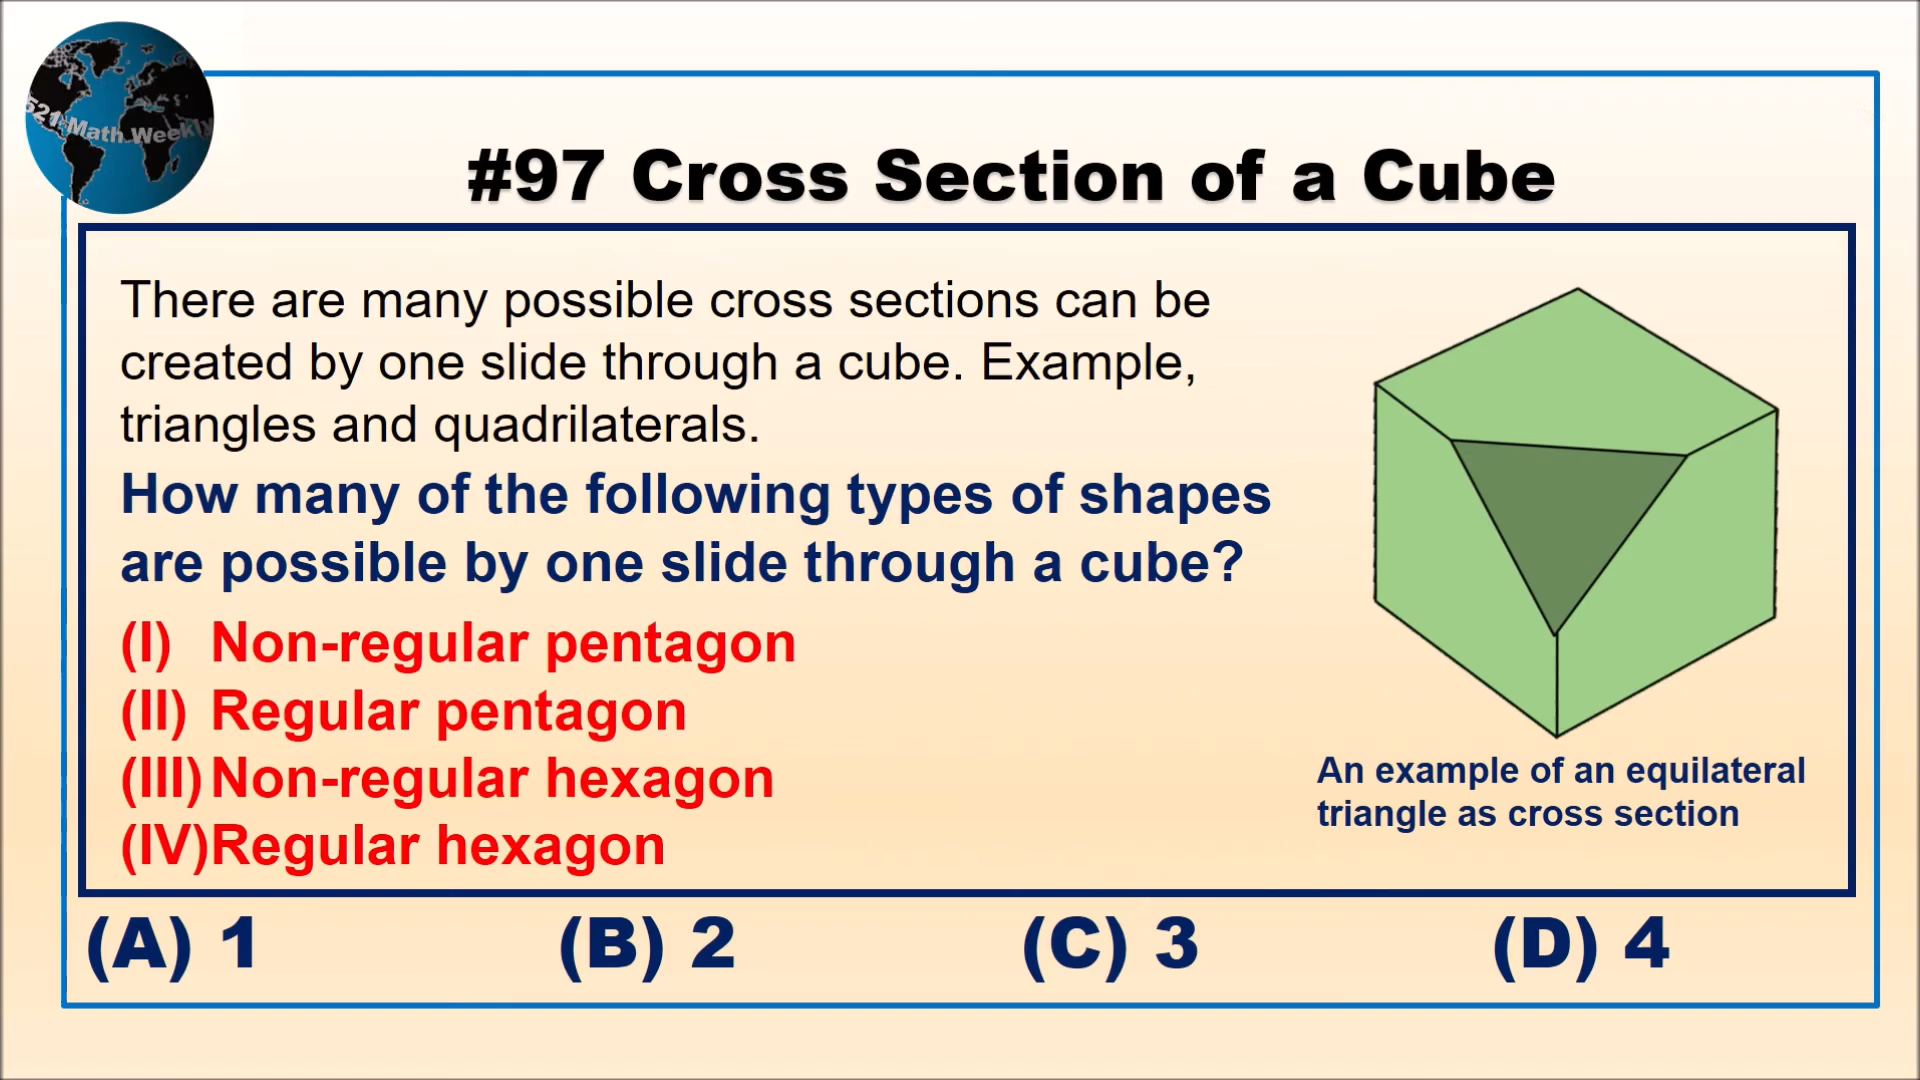 521 Math Weekly
#97 Cross Section of a Cube
There are many possible cross sections can be
created by one slide through a cube. Example,
triangles and quadrilaterals.
How many of the following types of shapes
are possible by one slide through a cube?
(I) Non-regular pentagon
(II) Regular pentagon
(III) Non-regular hexagon
(IV) Regular hexagon
An example of an equilateral
triangle as cross section
(A) 1 (B) 2 (C) 3 (D) 4